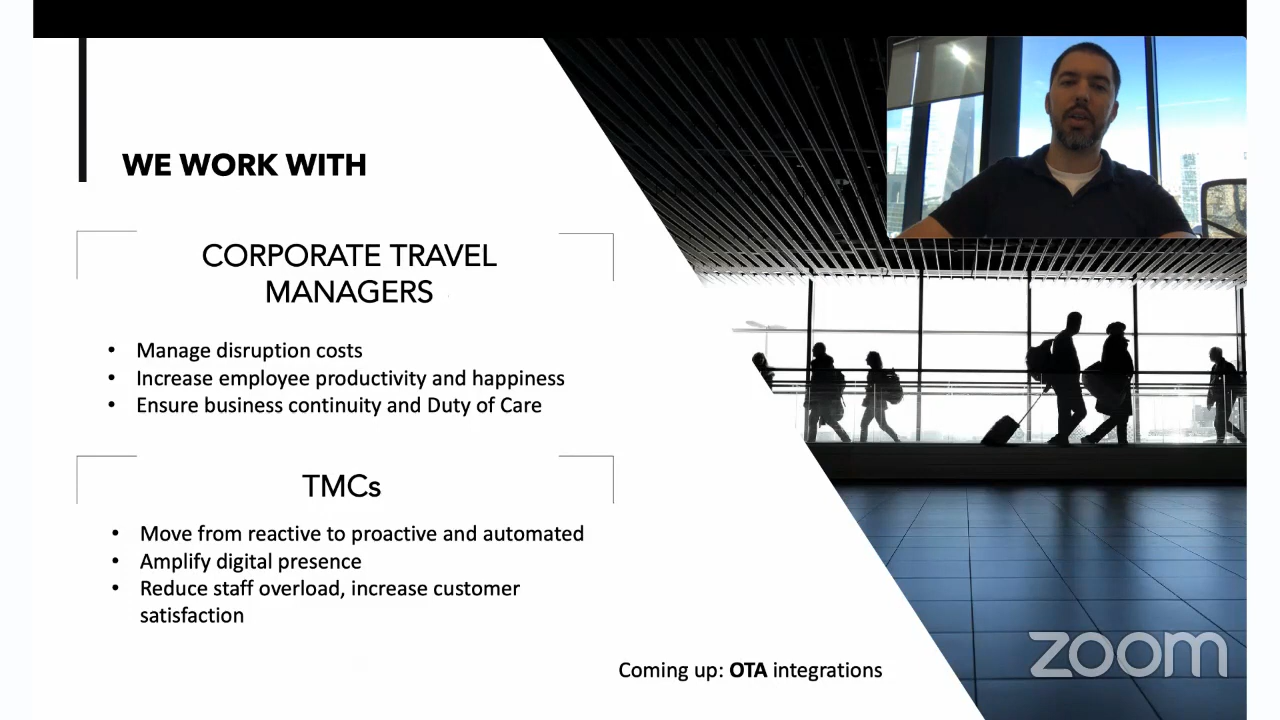 WE WORK WITH
CORPORATE TRAVEL
MANAGERS
• Manage disruption costs
• Increase employee productivity and happiness
• Ensure business continuity and Duty of Care
TMCs
• Move from reactive to proactive and automated
• Amplify digital presence
• Reduce staff overload, increase customer
satisfaction
Coming up: OTA integrations
zoom